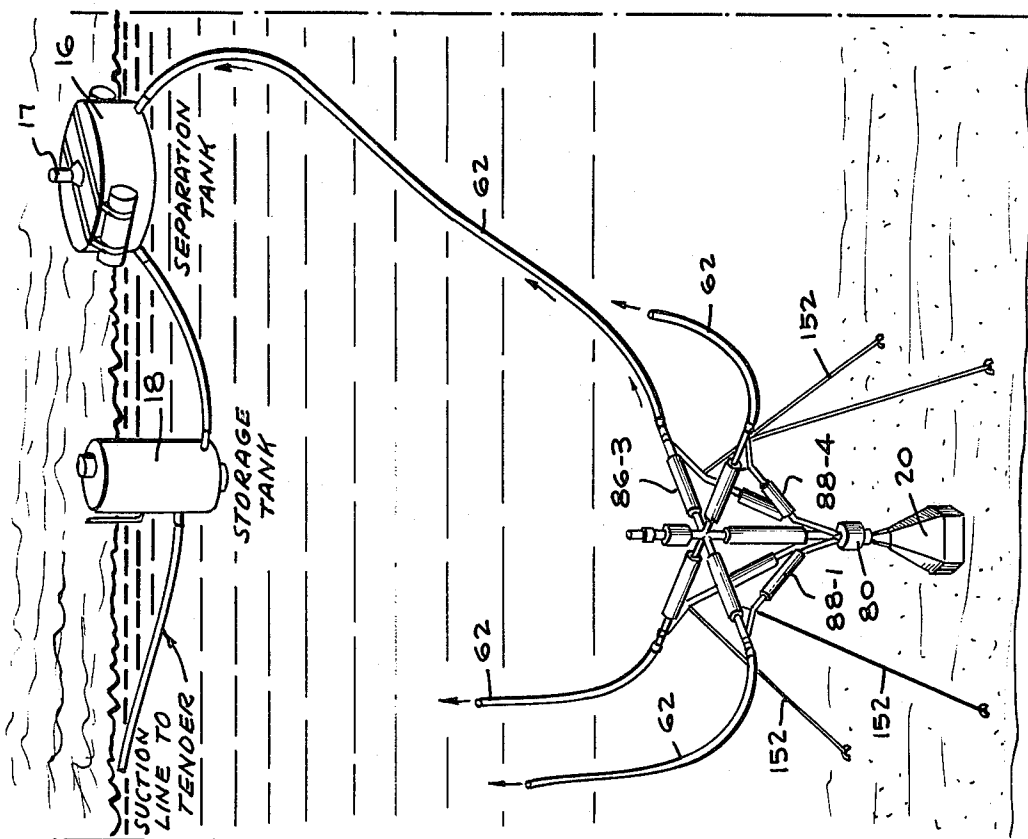 17
16
SEPARATION
TANK
18
STORAGE
TANK
SUCTION
LINE TO
TENDER
62
62
62
62
86-3
152
88-4
20
80
88-1
152
152